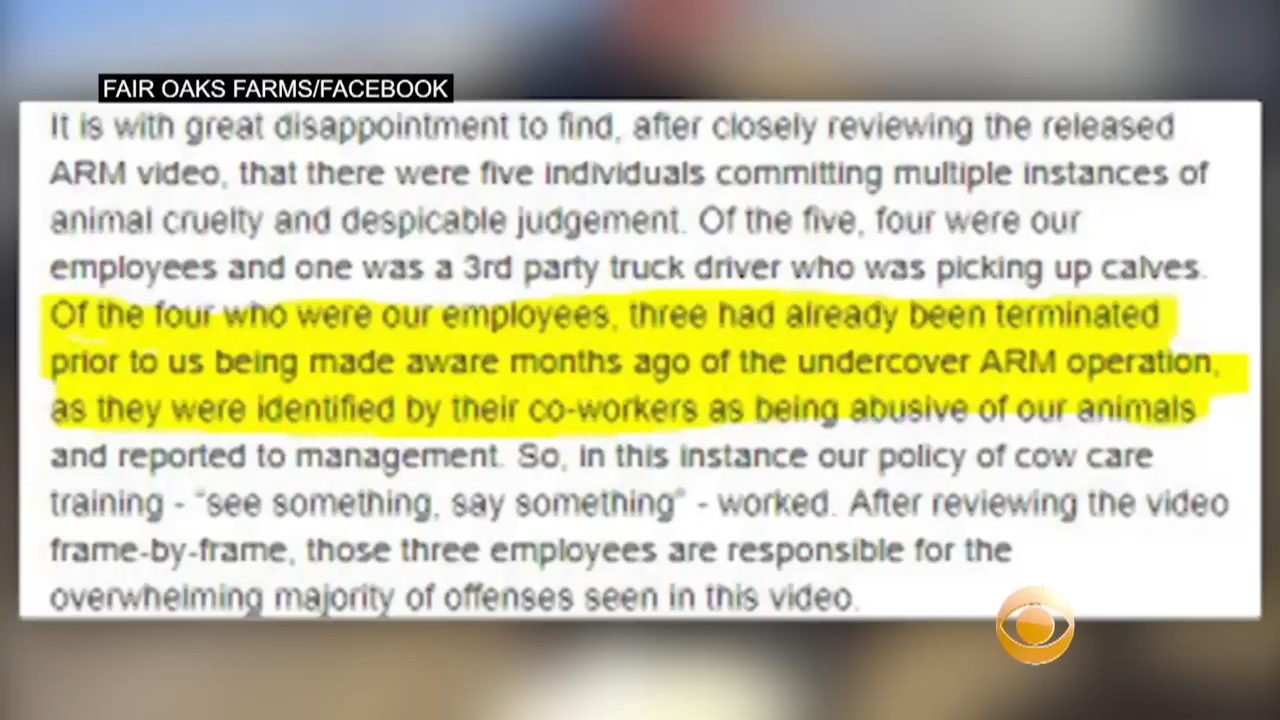 FAIR OAKS FARMS/FACEBOOK
It is with great disappointment to find, after closely reviewing the released
ARM video, that there were five individuals committing multiple instances of
animal cruelty and despicable judgement. Of the five, four were our
employees and one was a 3rd party truck driver who was picking up calves.
Of the four who were our employees, three had already been terminated
prior to us being made aware months ago of the undercover ARM operation,
as they were identified by their co-workers as being abusive of our animals
and reported to management. So, in this instance our policy of cow care
training - "see something, say something" - worked. After reviewing the video
frame-by-frame, those three employees are responsible for the
overwhelming majority of offenses seen in this video.